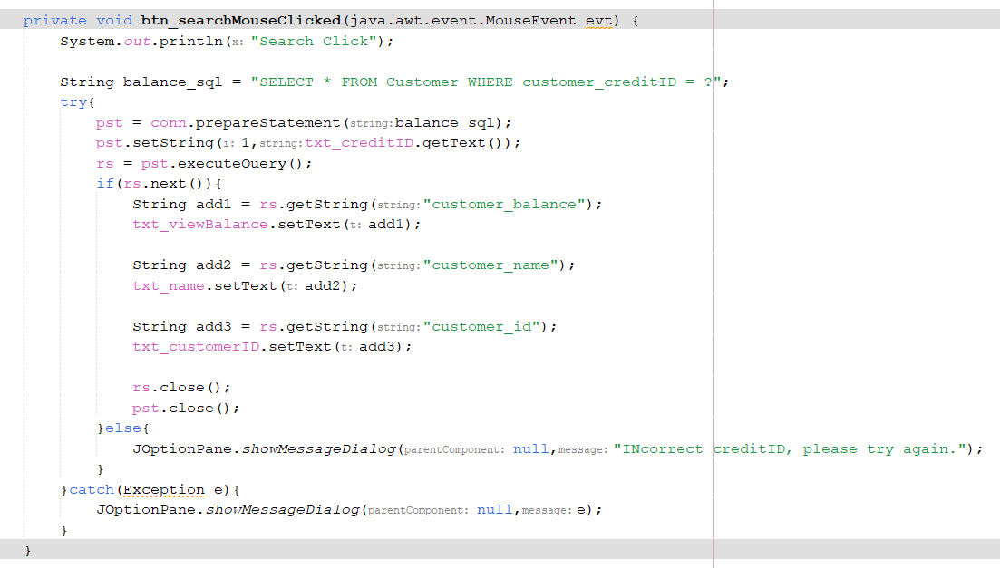 private void btn_searchMouseClicked(java.awt.event.MouseEvent evt) {
System.out.println(x: "Search Click");
String balance_sql = "SELECT * FROM Customer WHERE customer_creditID = ?";
try{
pst = conn.prepareStatement(string:balance_sql);
pst.setString(i: 1,string:txt_creditID.getText());
rs = pst.executeQuery();
if(rs.next()){
String add1 = rs.getString(string:"customer_balance");
txt_viewBalance.setText(t: add1);
String add2 = rs.getString(string:"customer_name");
txt_name.setText(t: add2);
String add3 = rs.getString(string:"customer_id");
txt_customerID.setText(t: add3);
rs.close();
pst.close();
}else{
JOptionPane.showMessageDialog(parentComponent: null,message:"INcorrect creditID, please try again.");
}
}catch(Exception e){
JOptionPane.showMessageDialog(parentComponent: null,message:e);
}
}